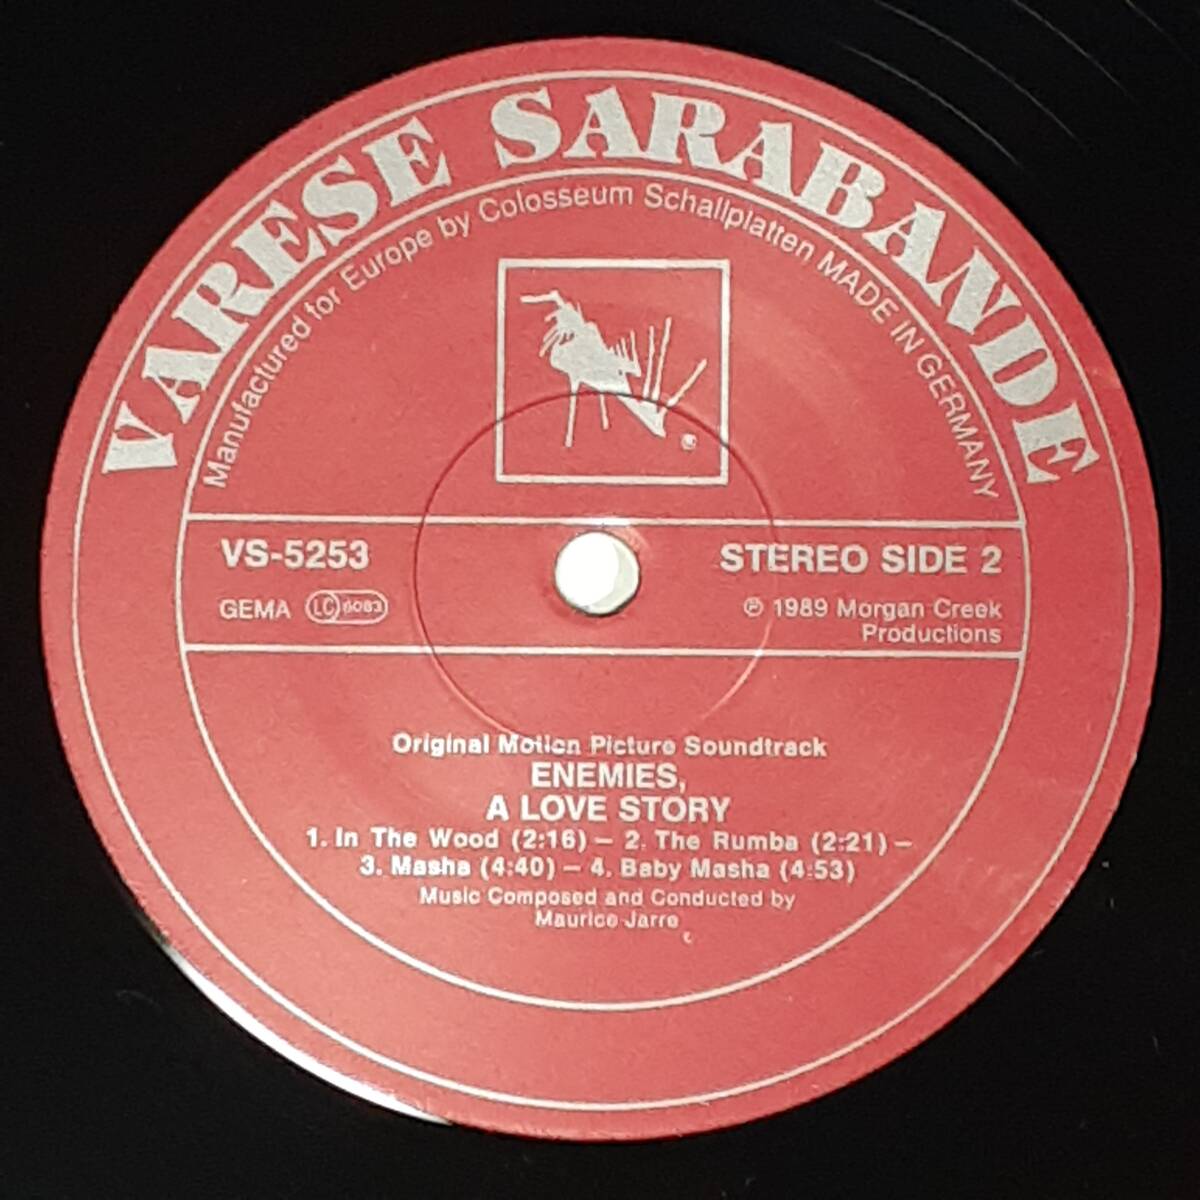 VARESE SARABANDE
Manufactured for Europe by Colosseum Schallplatten MADE IN GERMANY
VS-5253
STEREO SIDE 2
GEMA LC 6083
℗ 1989 Morgan Creek
Productions
Original Motion Picture Soundtrack
ENEMIES,
A LOVE STORY
1. In The Wood (2:16) – 2. The Rumba (2:21) –
3. Masha (4:40) – 4. Baby Masha (4:53)
Music Composed and Conducted by
Maurice Jarre